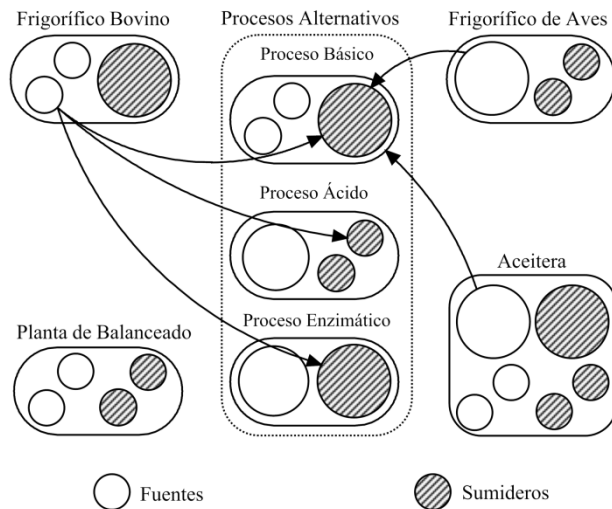 Frigorífico Bovino
Procesos Alternativos
Frigorífico de Aves
Proceso Básico
Proceso Ácido
Aceitera
Planta de Balanceado
Proceso Enzimático
Fuentes
Sumideros